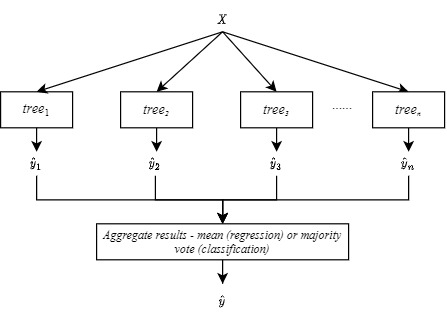 X
tree₁ tree₂ tree₃ ...... treeₙ
ŷ₁ ŷ₂ ŷ₃ ŷₙ
Aggregate results - mean (regression) or majority
vote (classification)
ŷ